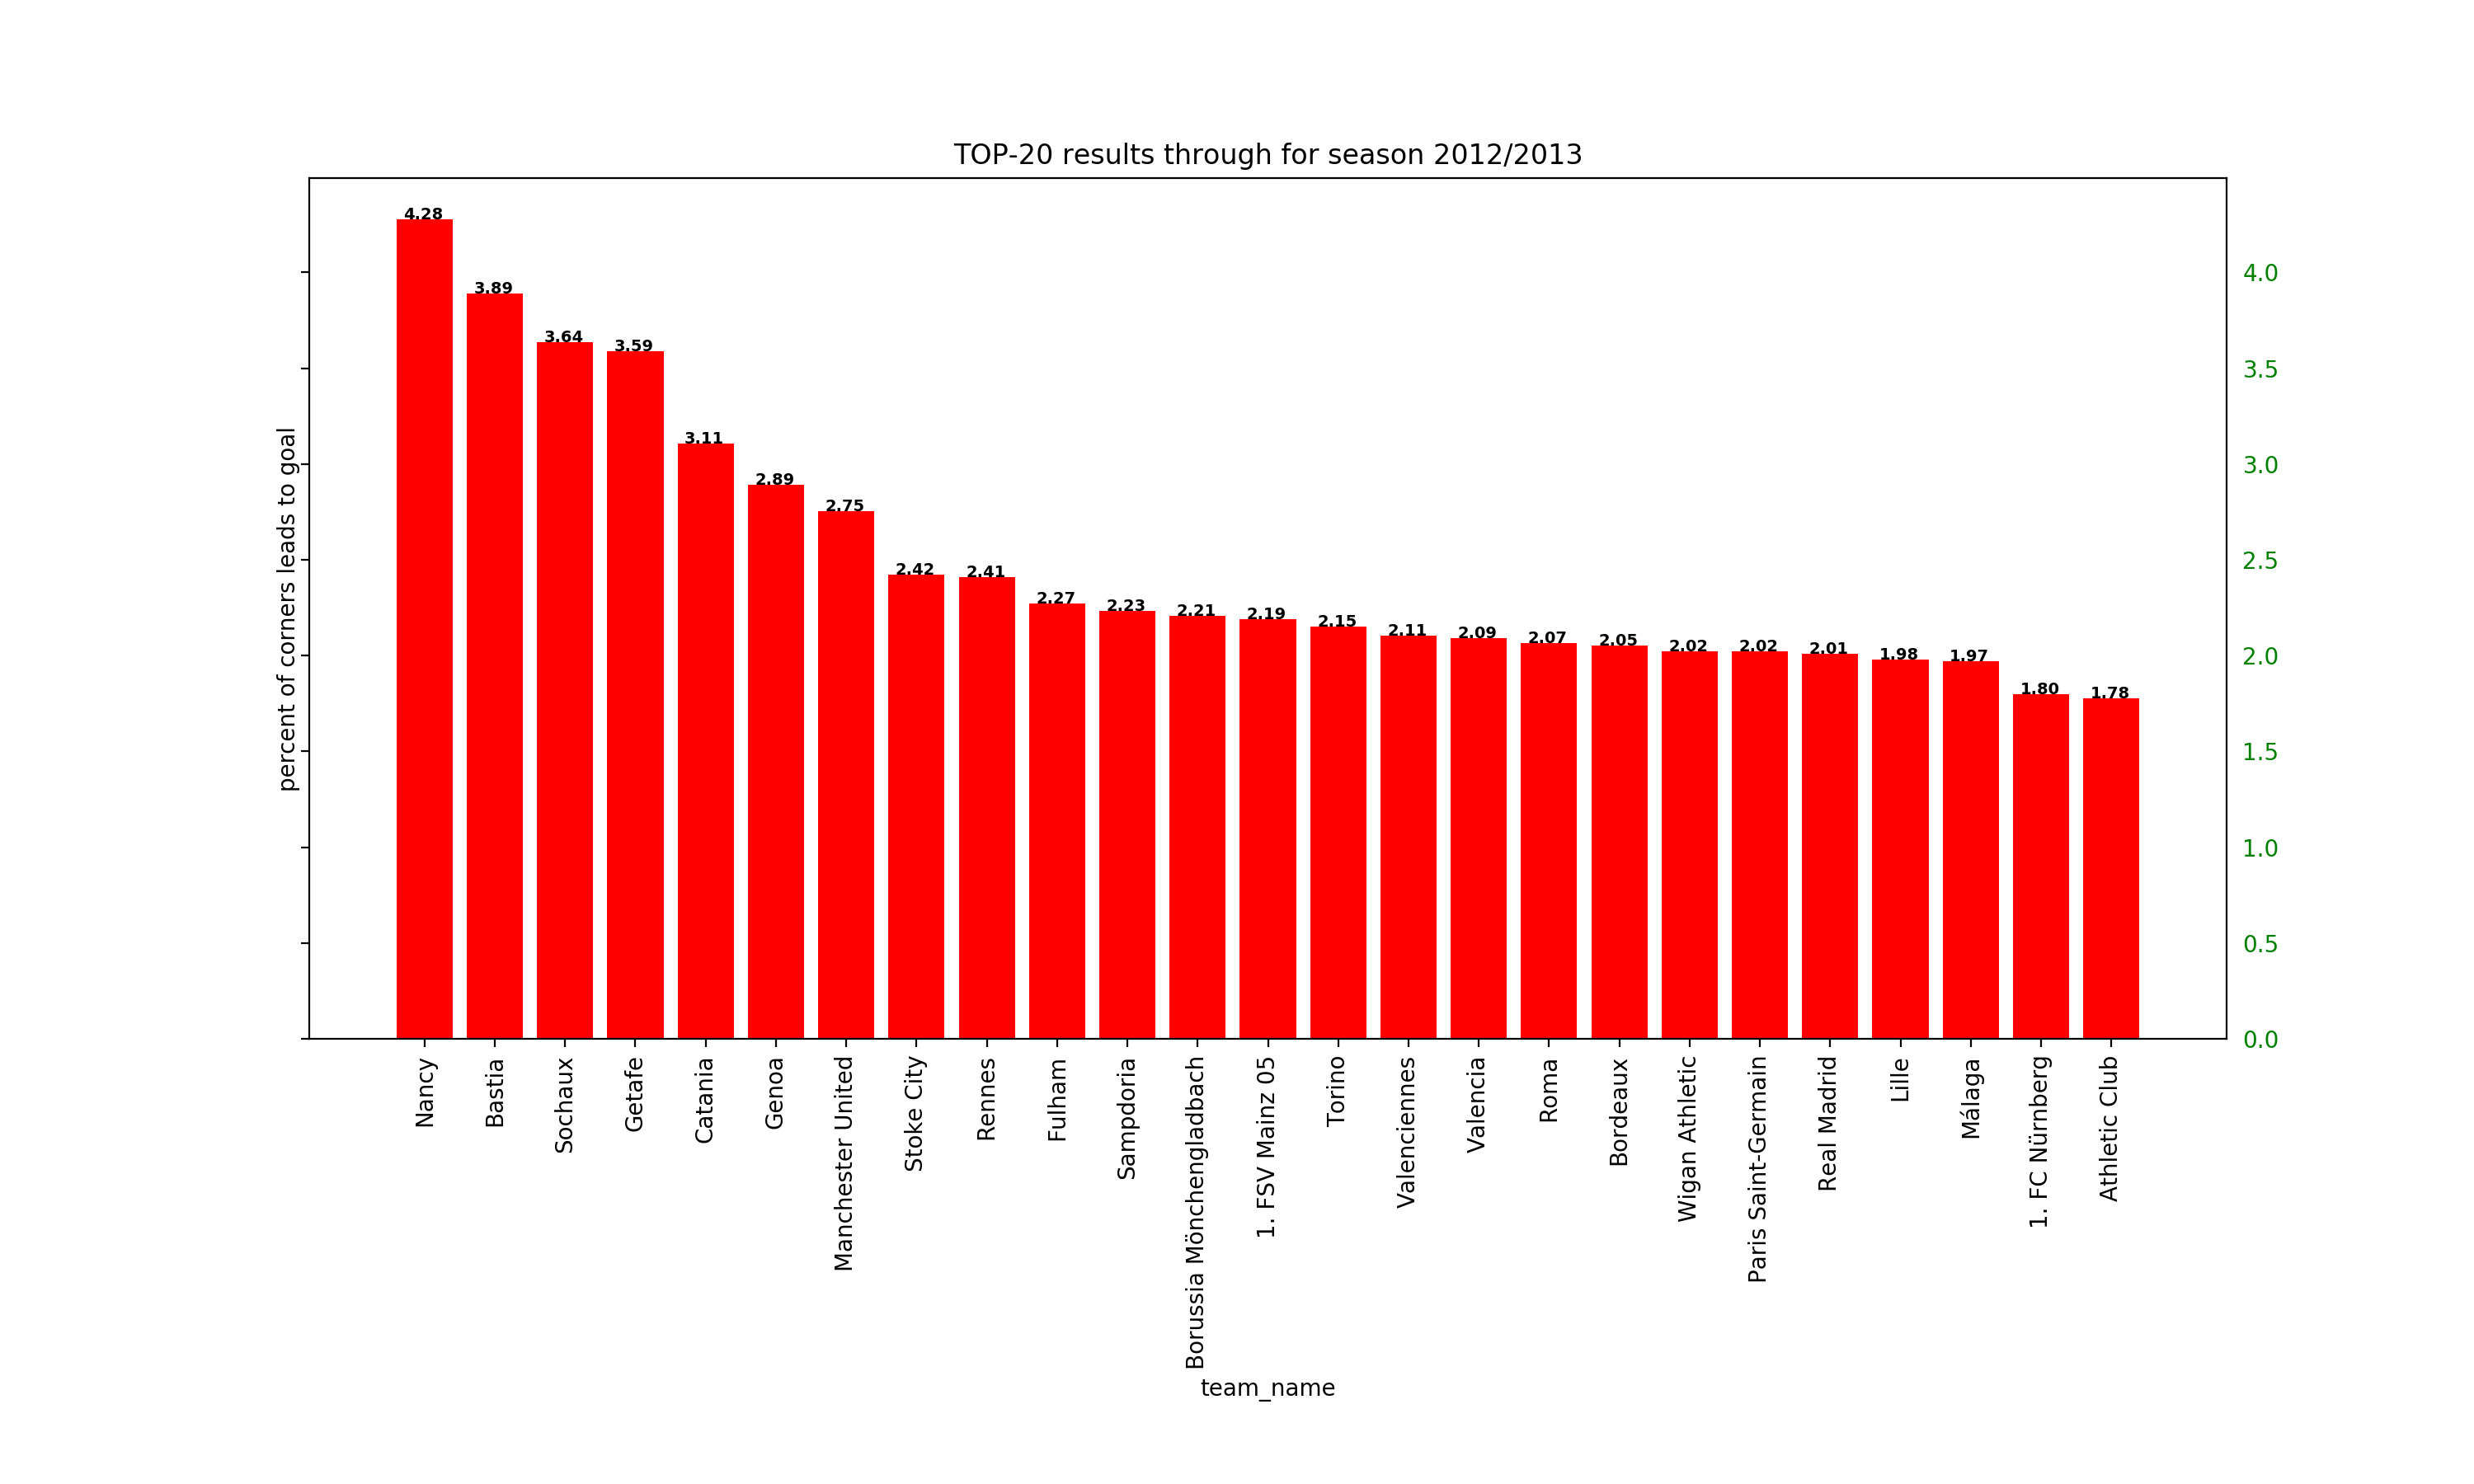 TOP-20 results through for season 2012/2013
percent of corners leads to goal
4.28
3.89
3.64
3.59
3.11
2.89
2.75
2.42
2.41
2.27
2.23
2.21
2.19
2.15
2.11
2.09
2.07
2.05
2.02
2.02
2.01
1.98
1.97
1.80
1.78
4.0
3.5
3.0
2.5
2.0
1.5
1.0
0.5
0.0
Nancy
Bastia
Sochaux
Getafe
Catania
Genoa
Manchester United
Stoke City
Rennes
Fulham
Sampdoria
Borussia Mönchengladbach
1. FSV Mainz 05
Torino
Valenciennes
Valencia
Roma
Bordeaux
Wigan Athletic
Paris Saint-Germain
Real Madrid
Lille
Málaga
1. FC Nürnberg
Athletic Club
team_name